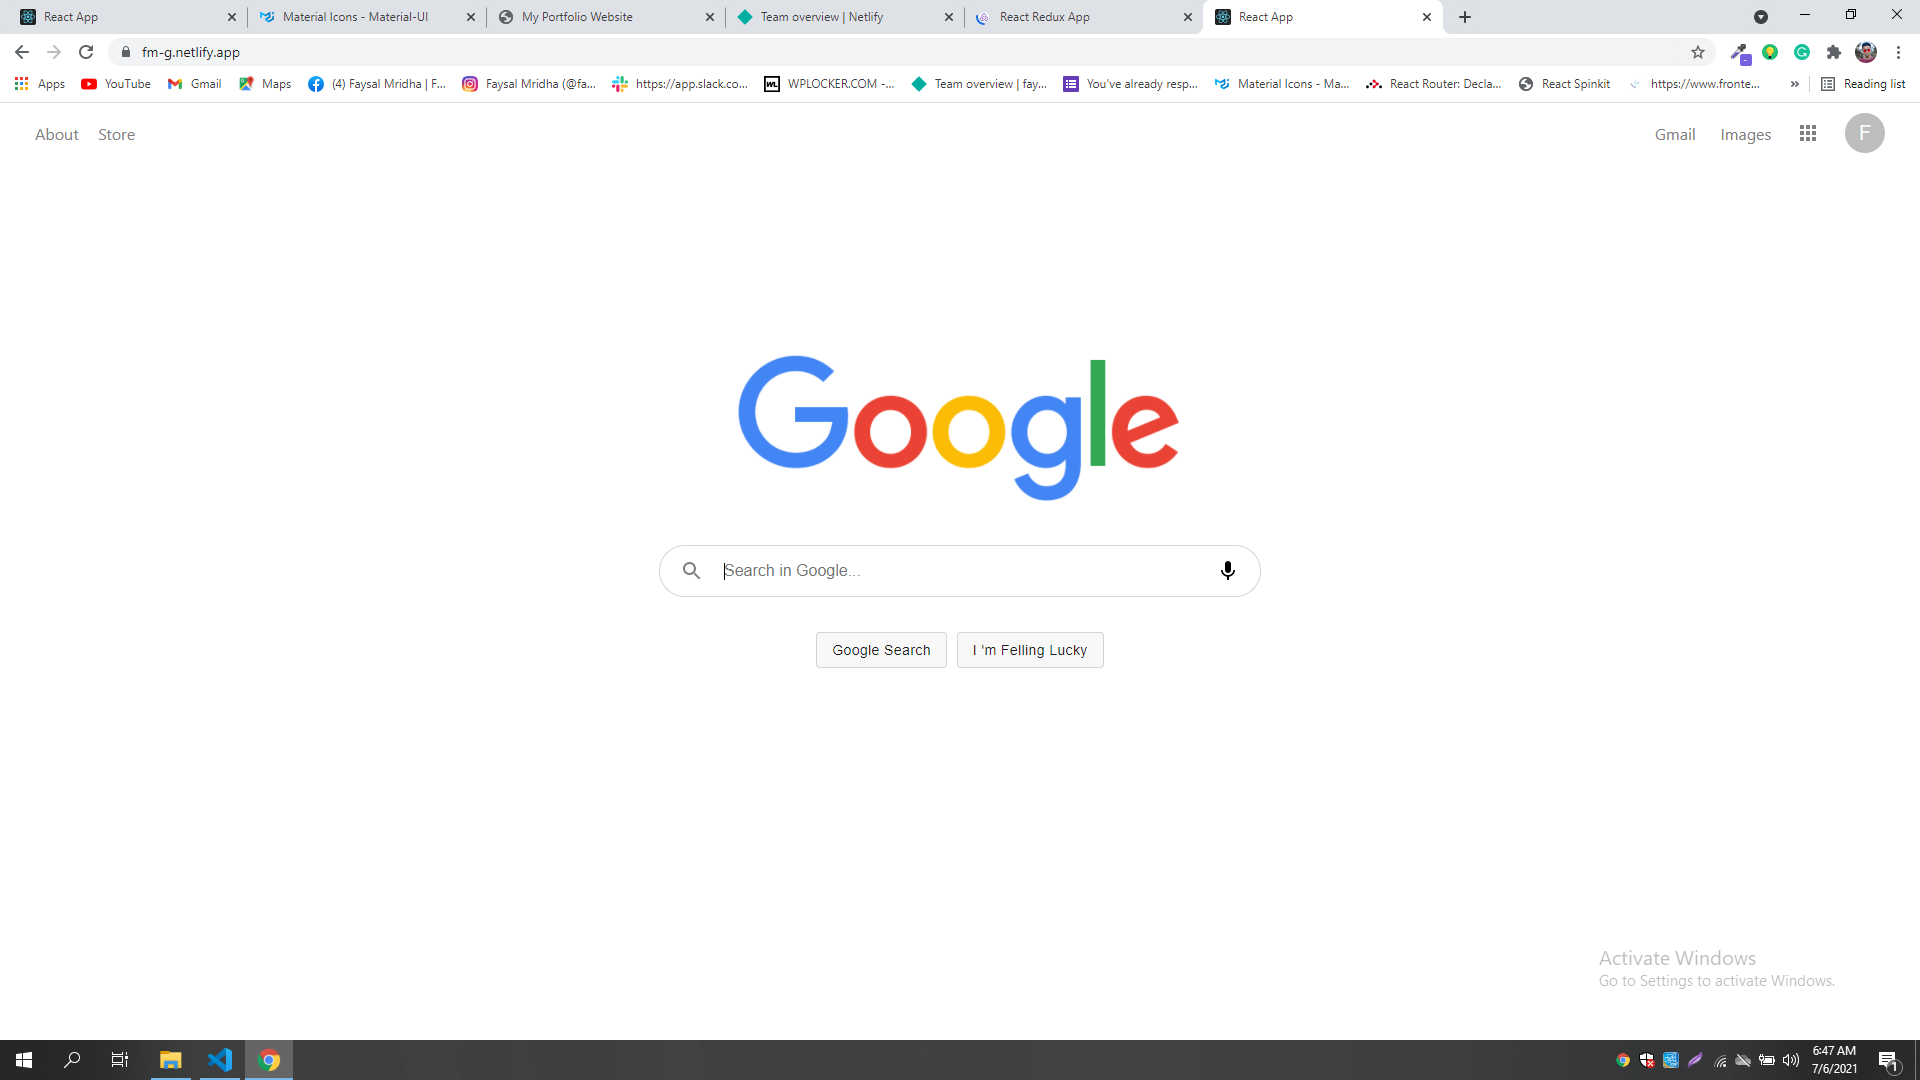 React App
Material Icons - Material-UI
My Portfolio Website
Team overview | Netlify
React Redux App
React App
fm-g.netlify.app
Apps
YouTube
Gmail
Maps
(4) Faysal Mridha | F...
Faysal Mridha (@fa...
https://app.slack.co...
WL
WPLOCKER.COM -...
Team overview | fay...
You've already resp...
Material Icons - Ma...
React Router: Decla...
React Spinkit
https://www.fronte...
»
Reading list
About
Store
Gmail
Images
F
Google
Search in Google...
Google Search
I 'm Felling Lucky
Activate Windows
Go to Settings to activate Windows.
6:47 AM
7/6/2021
1